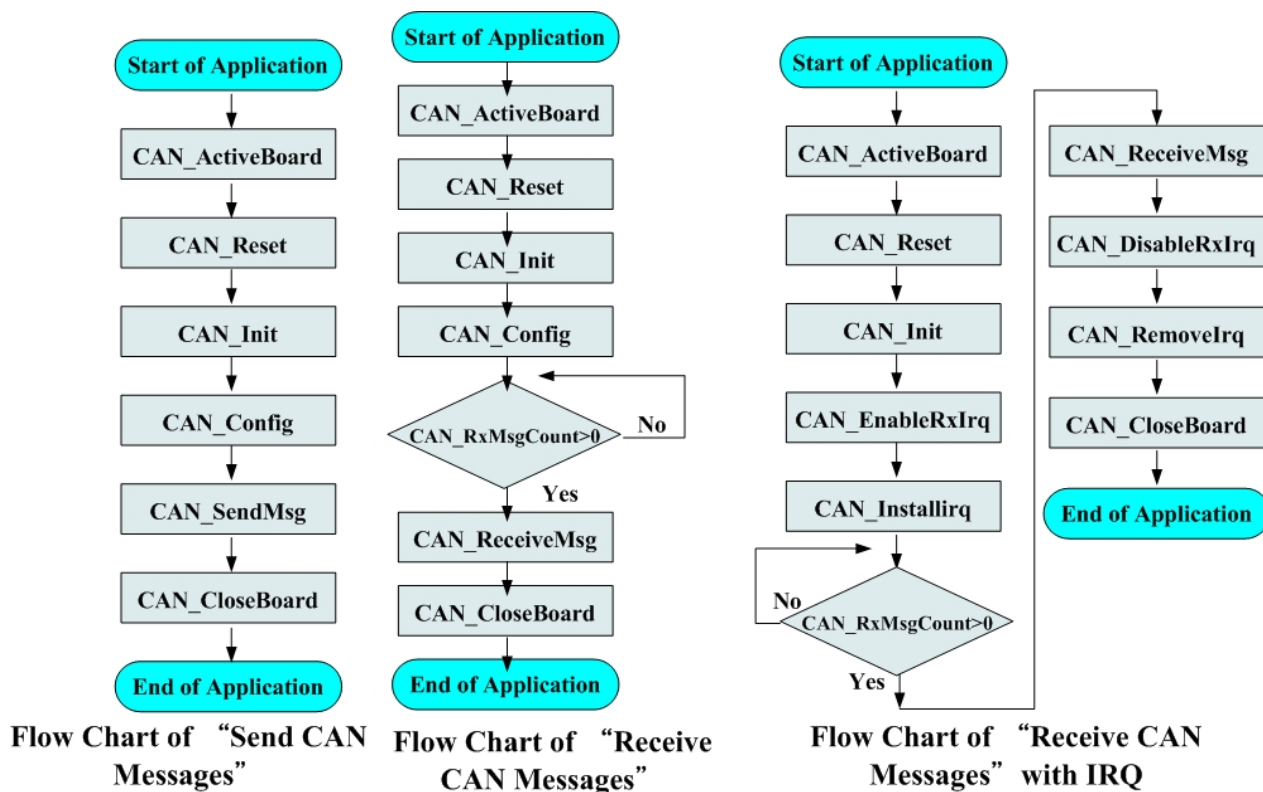 Start of Application
CAN_ActiveBoard
CAN_Reset
CAN_Init
CAN_Config
CAN_SendMsg
CAN_CloseBoard
End of Application
Flow Chart of “Send CAN
Messages”
Start of Application
CAN_ActiveBoard
CAN_Reset
CAN_Init
CAN_Config
CAN_RxMsgCount>0
No
Yes
CAN_ReceiveMsg
CAN_CloseBoard
End of Application
Flow Chart of “Receive
CAN Messages”
Start of Application
CAN_ActiveBoard
CAN_Reset
CAN_Init
CAN_EnableRxIrq
CAN_Installirq
No
CAN_RxMsgCount>0
Yes
CAN_ReceiveMsg
CAN_DisableRxIrq
CAN_RemoveIrq
CAN_CloseBoard
End of Application
Flow Chart of “Receive CAN
Messages” with IRQ